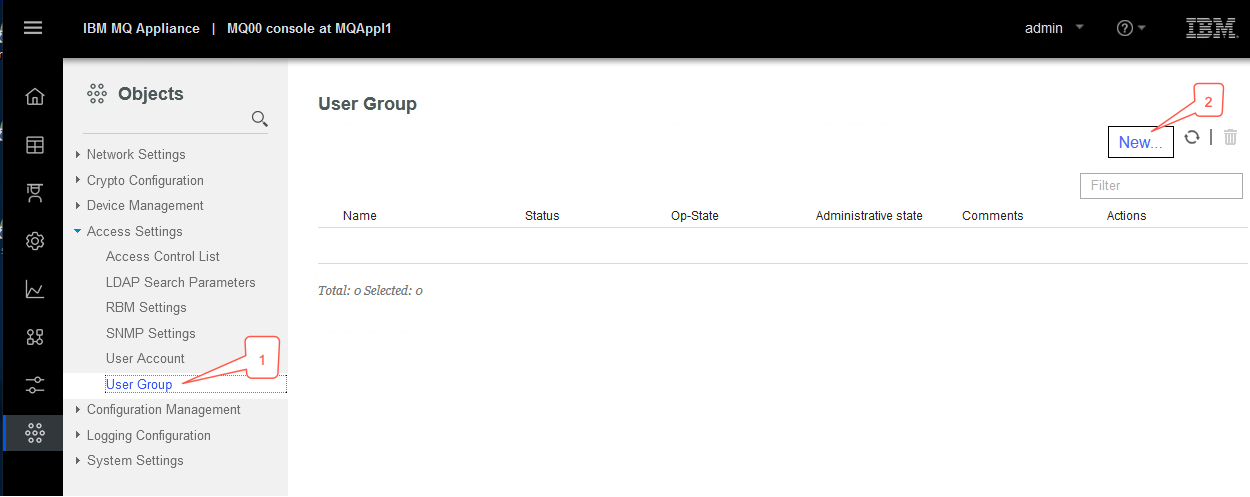 IBM MQ Appliance | MQ00 console at MQAppl1
admin
?
IBM.
Objects
Network Settings
Crypto Configuration
Device Management
Access Settings
Access Control List
LDAP Search Parameters
RBM Settings
SNMP Settings
User Account
User Group
1
Configuration Management
Logging Configuration
System Settings
User Group
2
New... |
Filter
Name Status Op-State Administrative state Comments Actions
Total: 0 Selected: 0